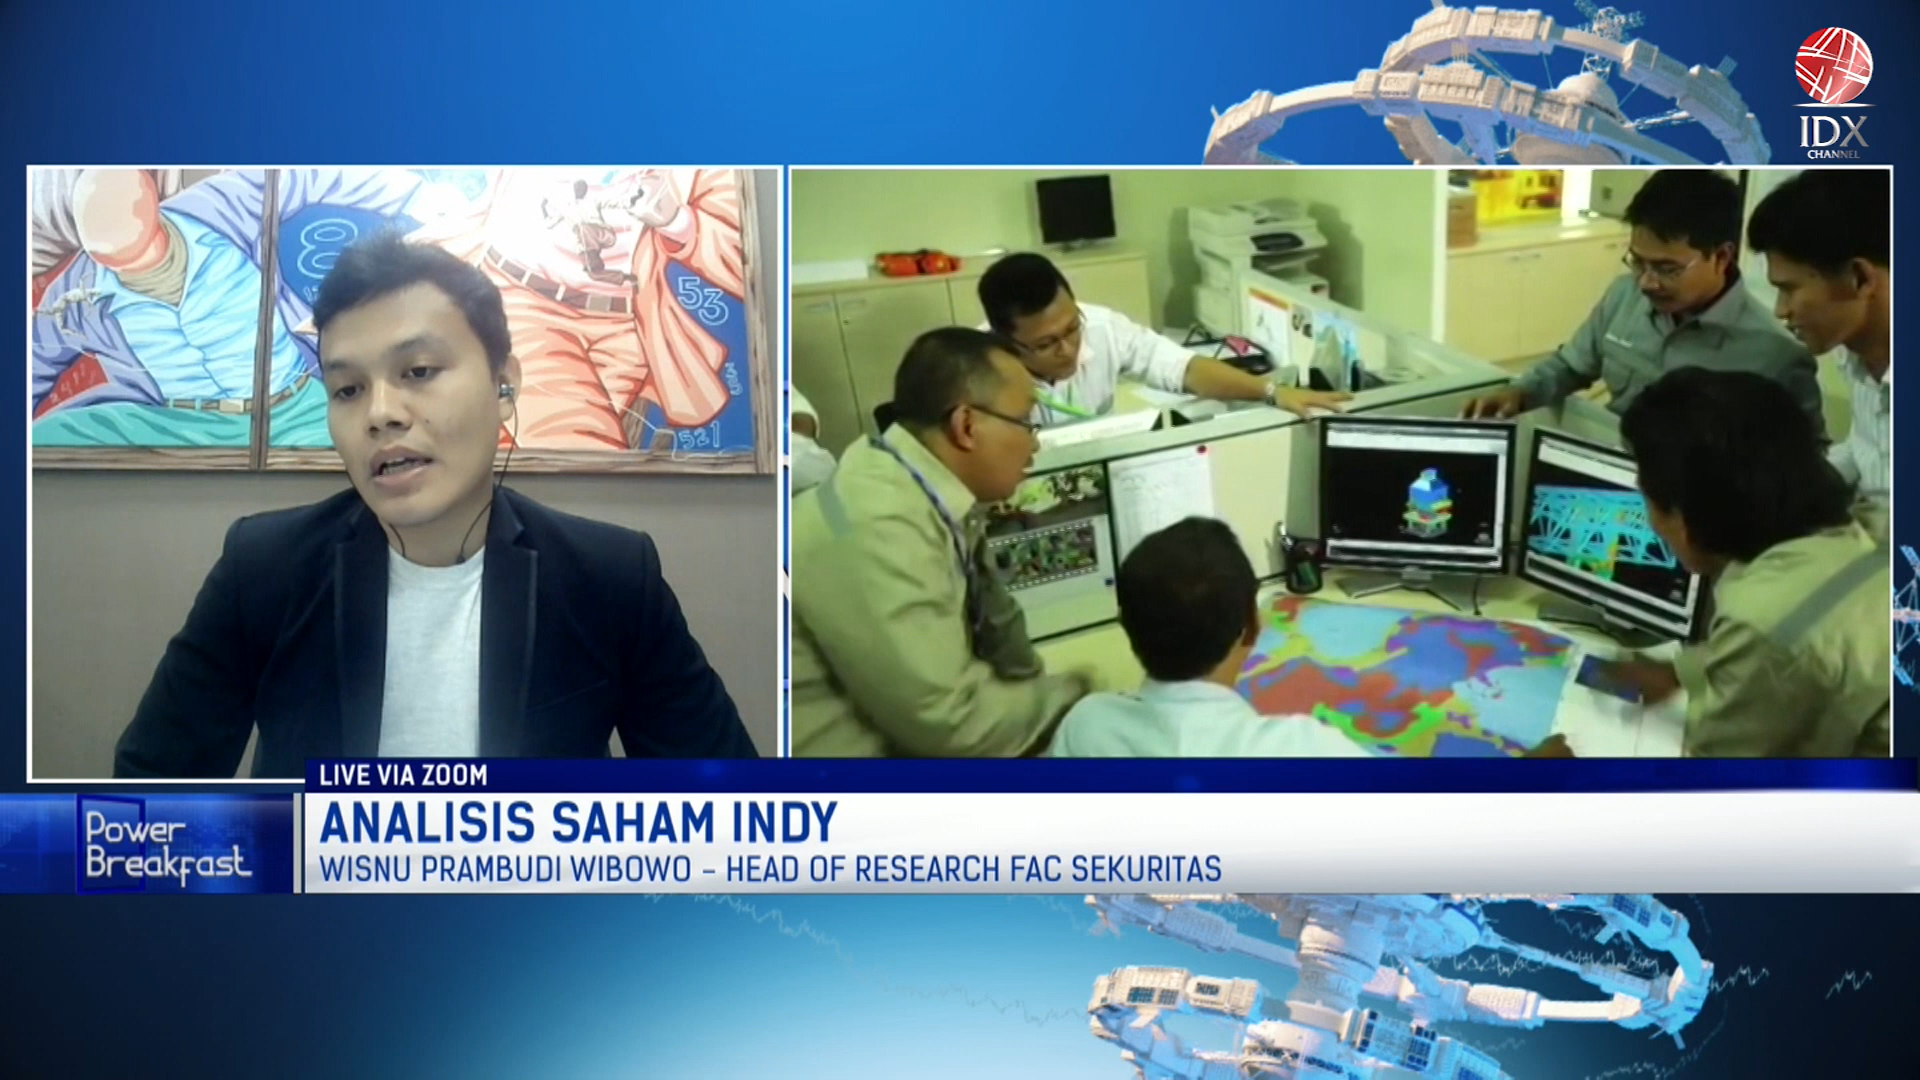 IDX
CHANNEL
8
53
521
LIVE VIA ZOOM
ANALISIS SAHAM INDY
WISNU PRAMBUDI WIBOWO – HEAD OF RESEARCH FAC SEKURITAS
Power
Breakfast